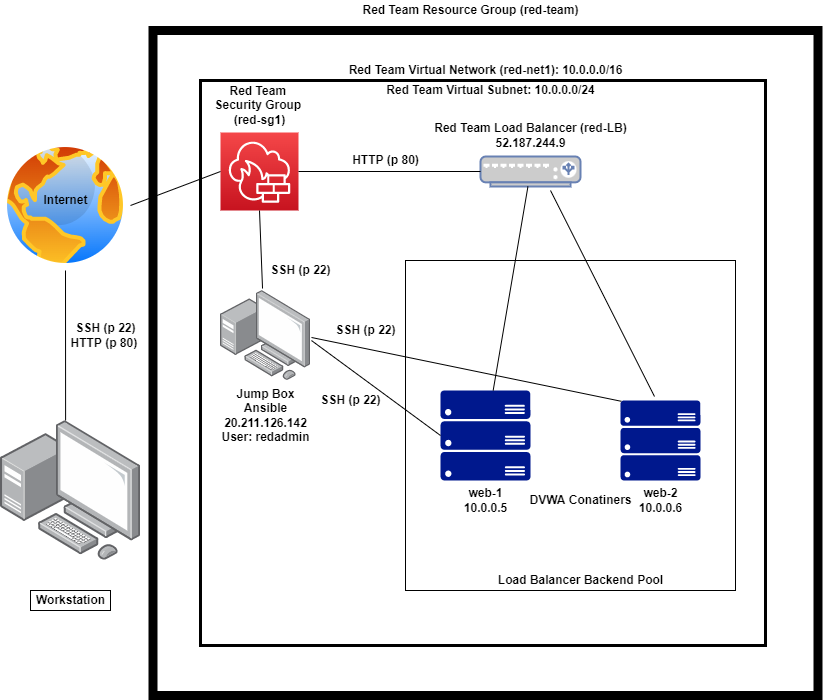 Red Team Resource Group (red-team)
Red Team Virtual Network (red-net1): 10.0.0.0/16
Red Team Virtual Subnet: 10.0.0.0/24
Red Team
Security Group
(red-sg1)
Red Team Load Balancer (red-LB)
52.187.244.9
HTTP (p 80)
Internet
SSH (p 22)
SSH (p 22)
HTTP (p 80)
SSH (p 22)
SSH (p 22)
Jump Box
Ansible
20.211.126.142
User: redadmin
web-1
10.0.0.5
DVWA Conatiners
web-2
10.0.0.6
Load Balancer Backend Pool
Workstation